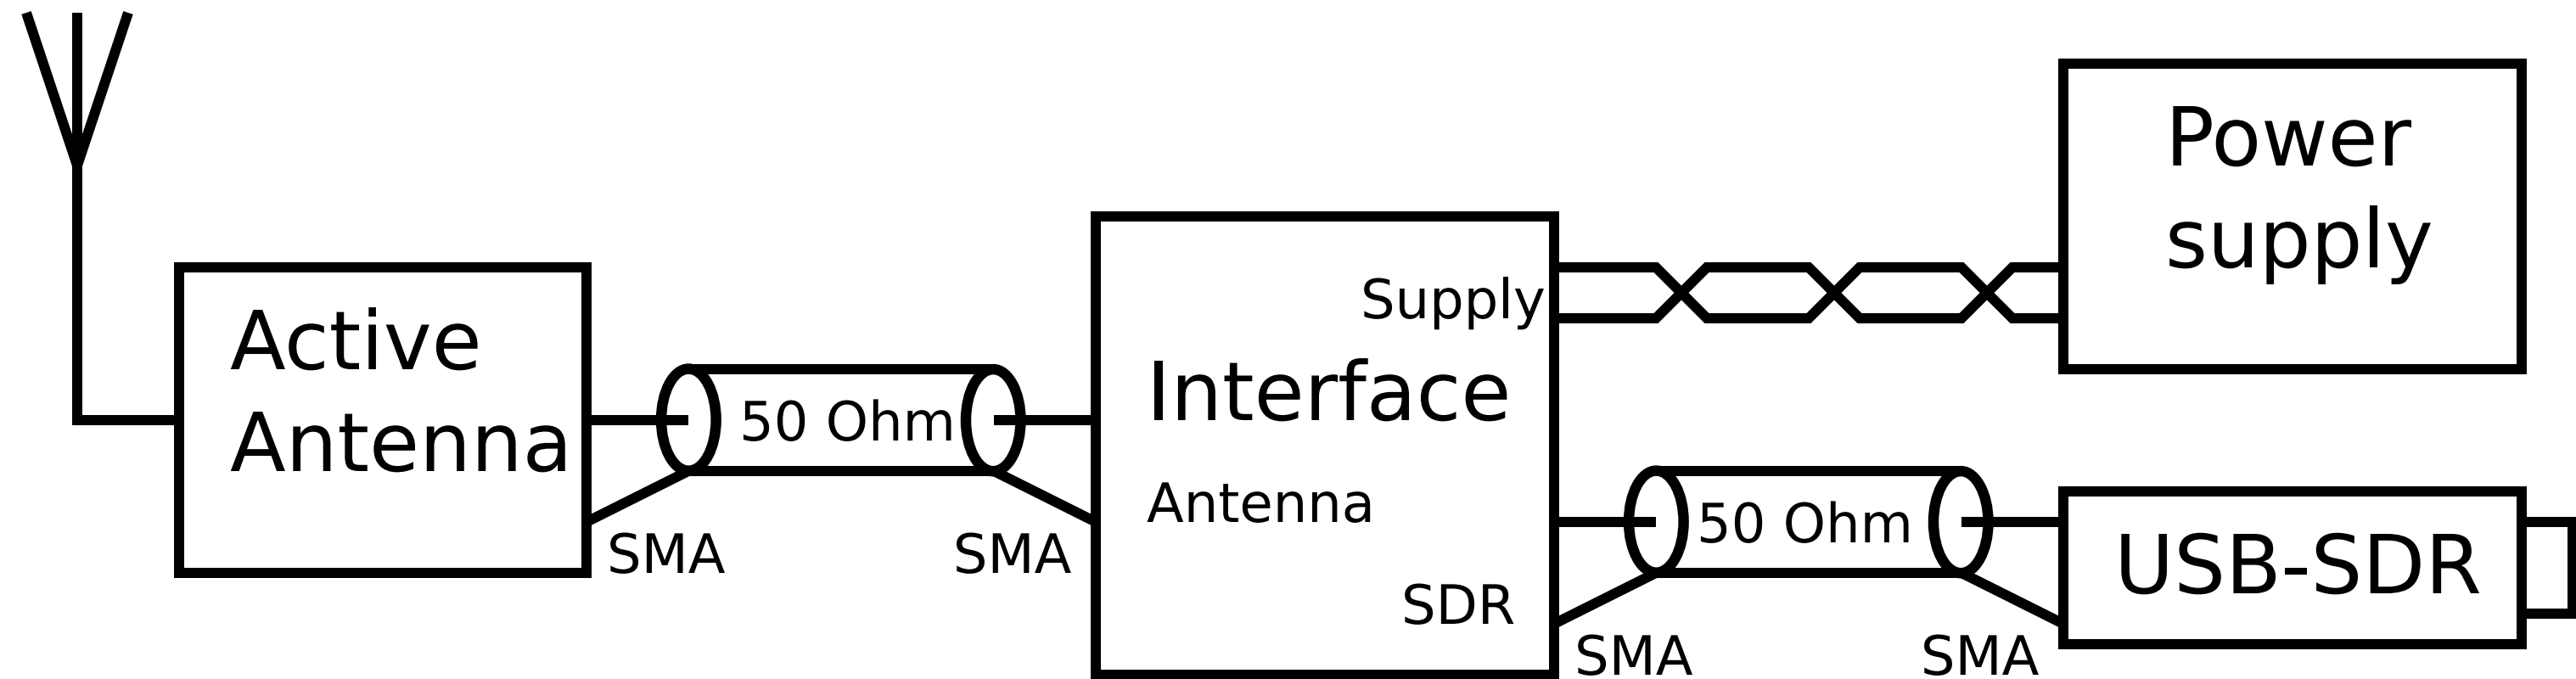 Active
Antenna
50 Ohm
SMA
SMA
Supply
Interface
Antenna
SDR
Power
supply
50 Ohm
SMA
SMA
USB-SDR